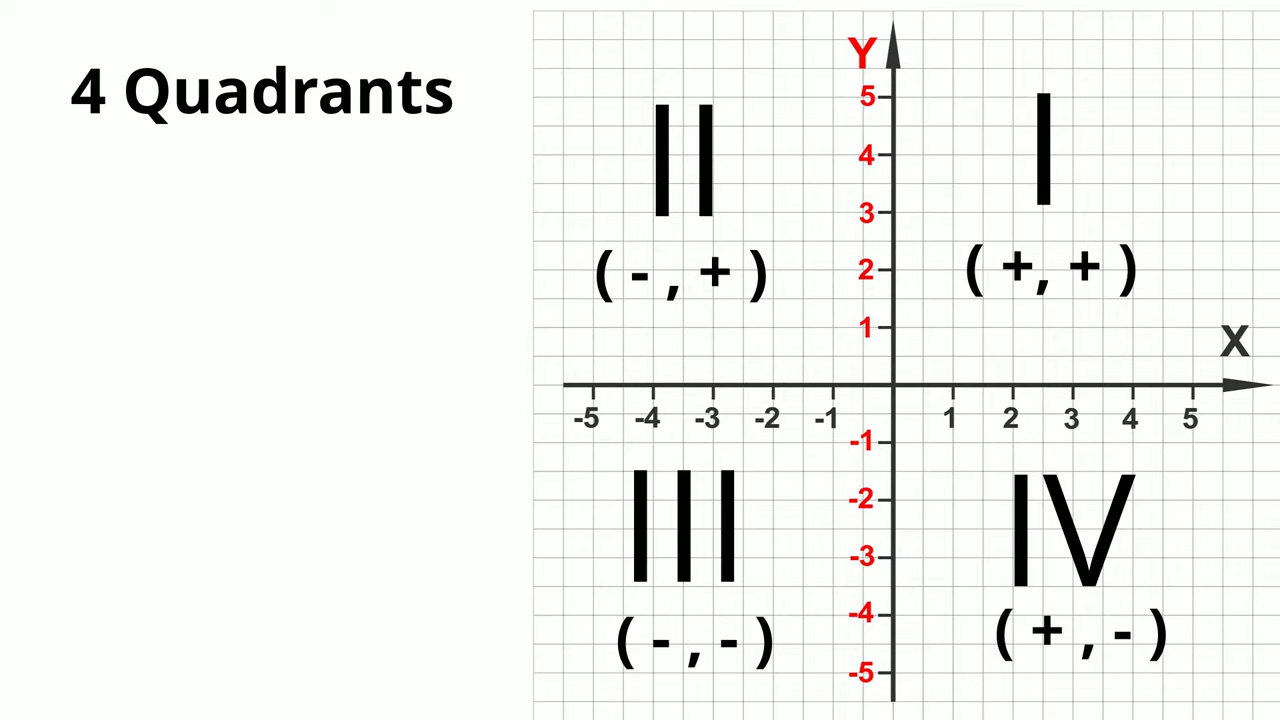 4 Quadrants
Y
5
II
I
4
3
( - , + )
2
( +, + )
1
X
-5 -4 -3 -2 -1 1 2 3 4 5
-1
III
-2
IV
-3
-4
( - , - )
( + , - )
-5